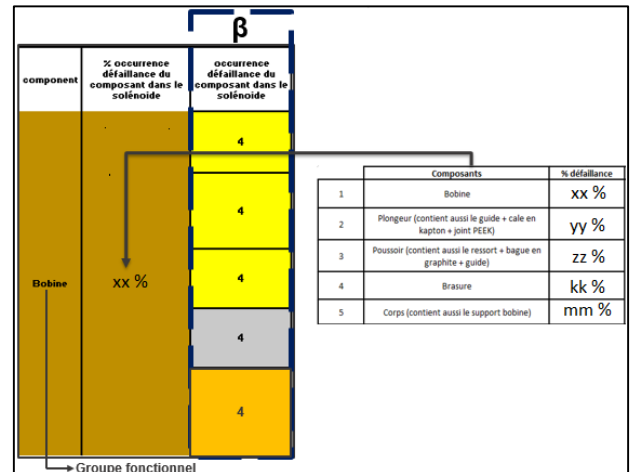 β
component
% occurrence
défaillance du
composant dans le
solénoide
occurrence
défaillance du
composant dans le
solénoide
Bobine
xx %
4
4
4
4
4
Groupe fonctionnel
Composants
% défaillance
1
Bobine
xx %
2
Plongeur (contient aussi le guide + cale en
kapton + joint PEEK)
yy %
3
Poussoir (contient aussi le ressort + bague en
graphite + guide)
zz %
4
Brasure
kk %
5
Corps (contient aussi le support bobine)
mm %